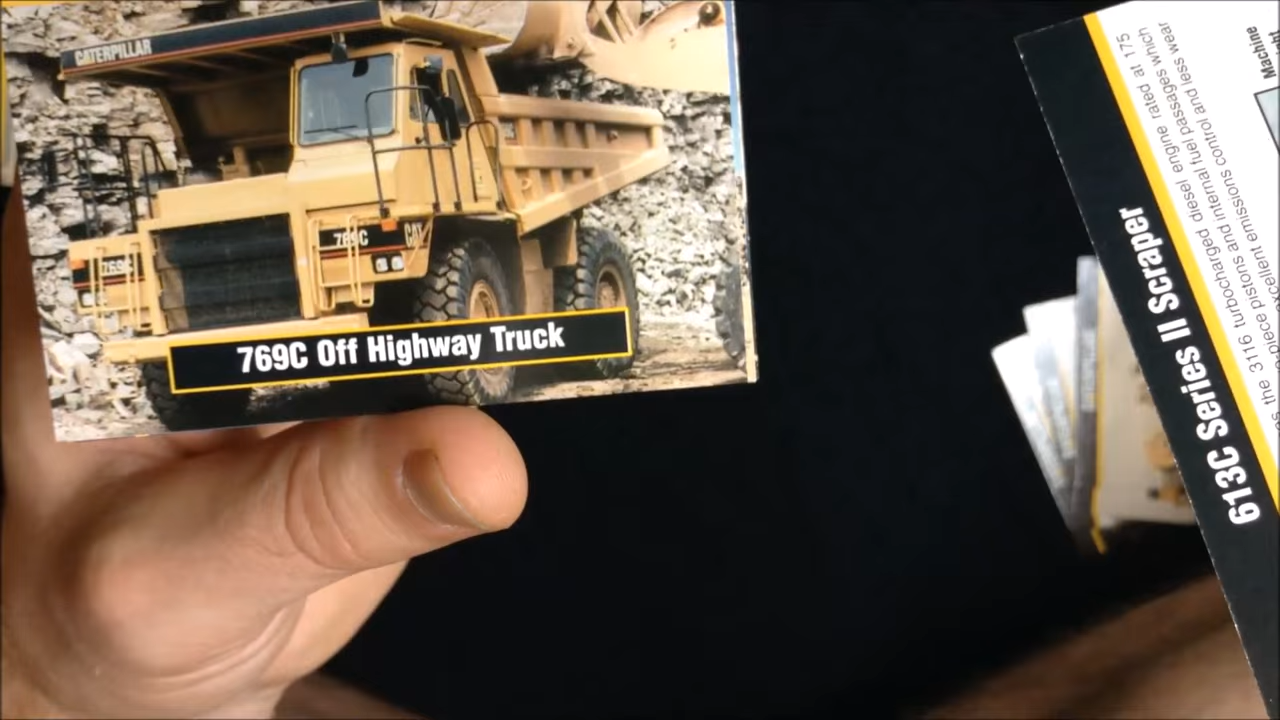 CATERPILLAR
769C
CAT
769C
769C Off Highway Truck
613C Series II Scraper
the 3116 turbocharged diesel engine rated at 175
piece pistons and internal fuel passages which
excellent emissions control and less wear
Machine